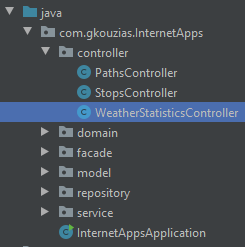 java
com.gkouzias.InternetApps
controller
PathsController
StopsController
WeatherStatisticsController
domain
facade
model
repository
service
InternetAppsApplication